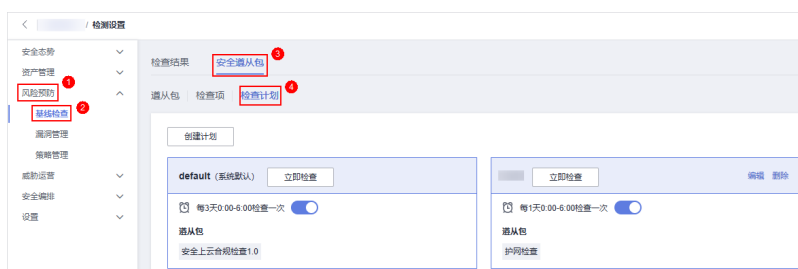 / 检测设置
安全态势
资产管理
风险预防 1
基线检查 2
漏洞管理
策略管理
威胁运营
安全编排
设置
检查结果 安全遵从包 3
遵从包 检查项 检查计划 4
创建计划
default（系统默认） 立即检查
每3天0:00-6:00检查一次
遵从包
安全上云合规检查1.0
立即检查 编辑 删除
每1天0:00-6:00检查一次
遵从包
护网检查